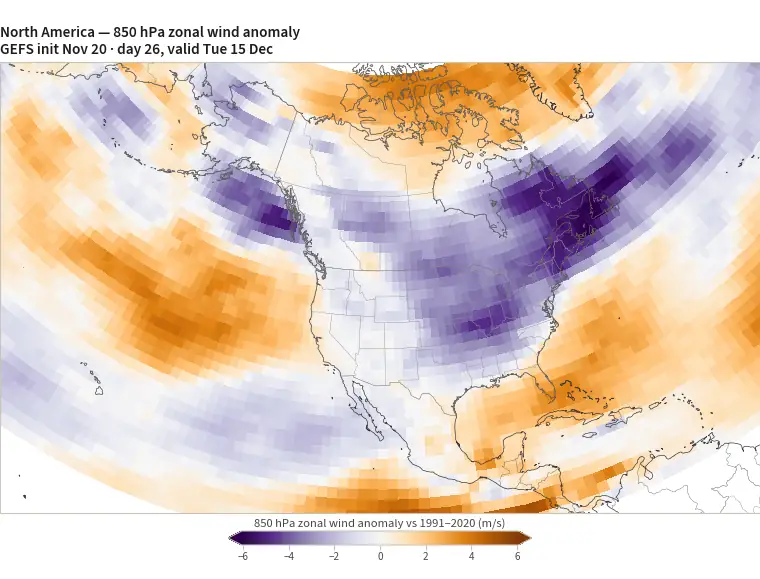 North America — 850 hPa zonal wind anomaly
GEFS init Nov 20 · day 26, valid Tue 15 Dec
850 hPa zonal wind anomaly vs 1991–2020 (m/s)
−6 −4 −2 0 2 4 6